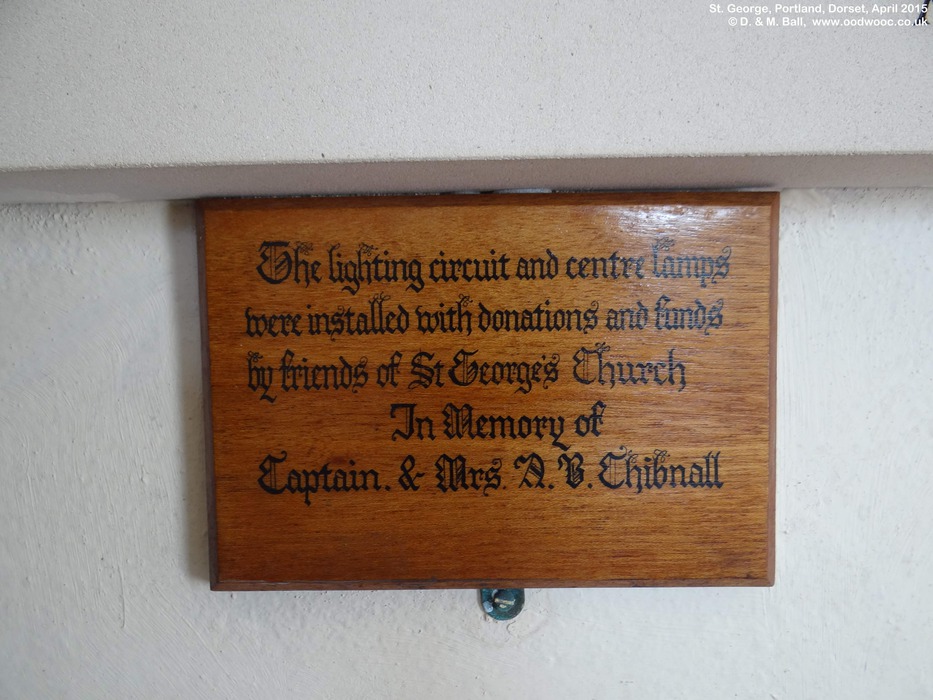 St. George, Portland, Dorset, April 2015
© D. & M. Ball, www.oodwooc.co.uk
The lighting circuit and centre lamps
were installed with donations and funds
by friends of St George's Church
In Memory of
Captain. & Mrs. A. B. Chibnall